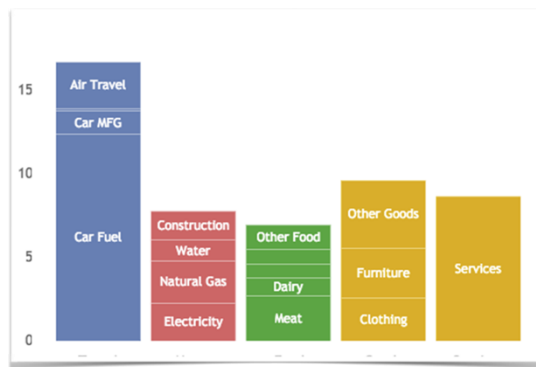 15
10
5
0
Air Travel
Car MFG
Car Fuel
Construction
Water
Natural Gas
Electricity
Other Food
Dairy
Meat
Other Goods
Furniture
Clothing
Services